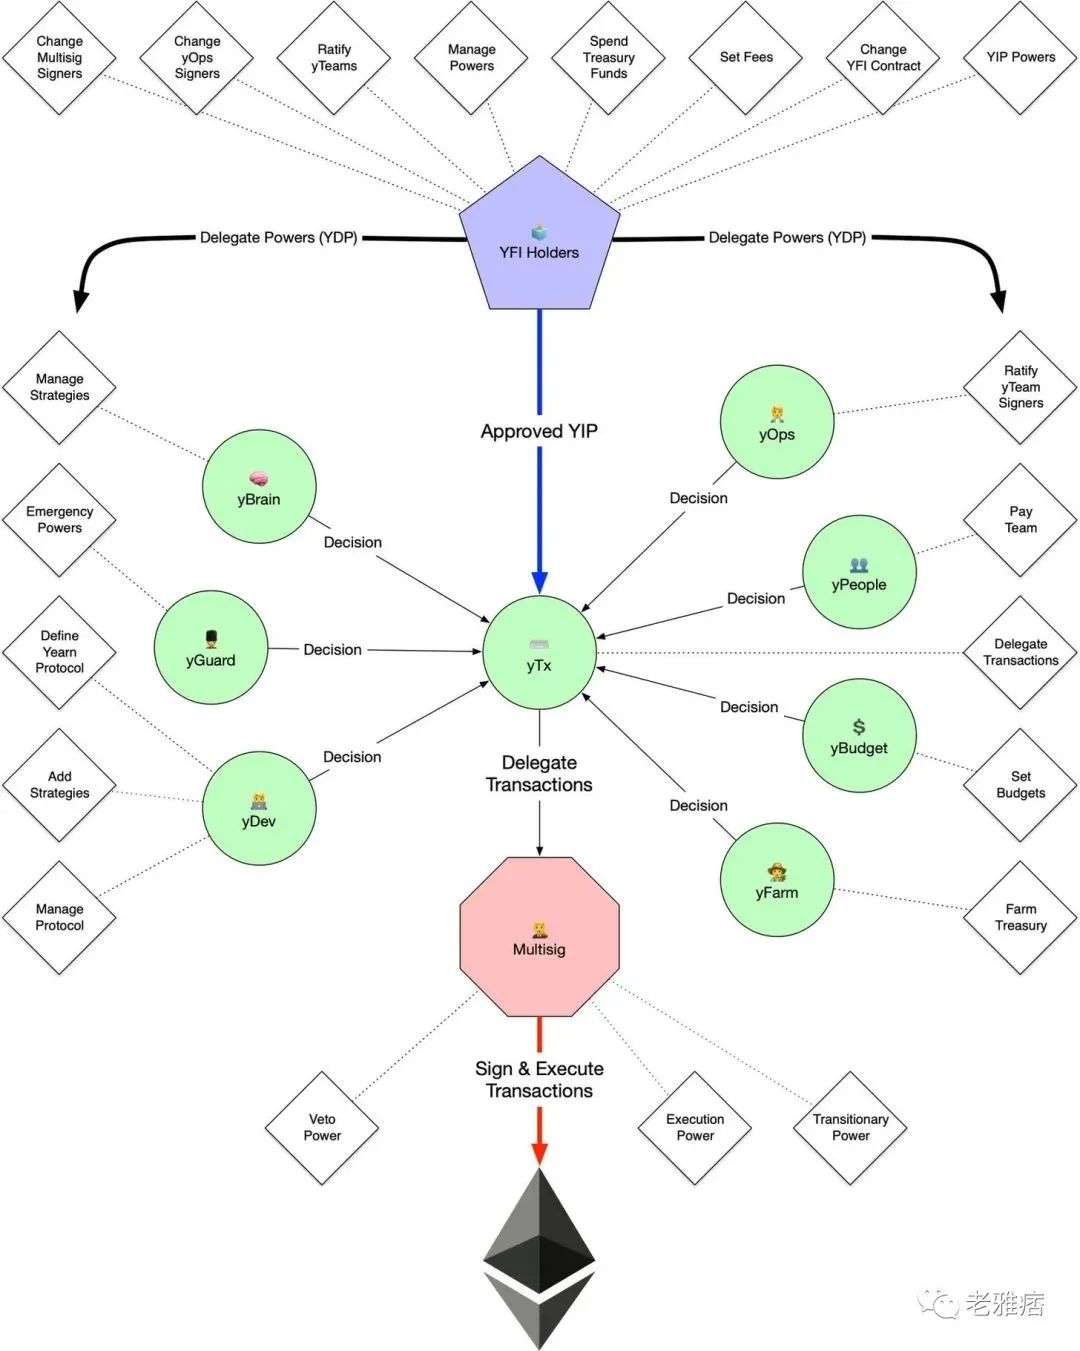 Change
Multisig
Signers
Change
yOps
Signers
Ratify
yTeams
Manage
Powers
Spend
Treasury
Funds
Set Fees
Change
YFI Contract
YIP Powers
YFI Holders
Delegate Powers (YDP)
Delegate Powers (YDP)
Manage
Strategies
Ratify
yTeam
Signers
Approved YIP
yOps
yBrain
Decision
Emergency
Powers
Pay
Team
Decision
yPeople
Decision
Define
Yearn
Protocol
yGuard
Decision
yTx
Delegate
Transactions
Decision
$
yBudget
Decision
Delegate
Transactions
Add
Strategies
Set
Budgets
yDev
Decision
yFarm
Manage
Protocol
Farm
Treasury
Multisig
Sign & Execute
Transactions
Veto
Power
Execution
Power
Transitionary
Power
老雅痞